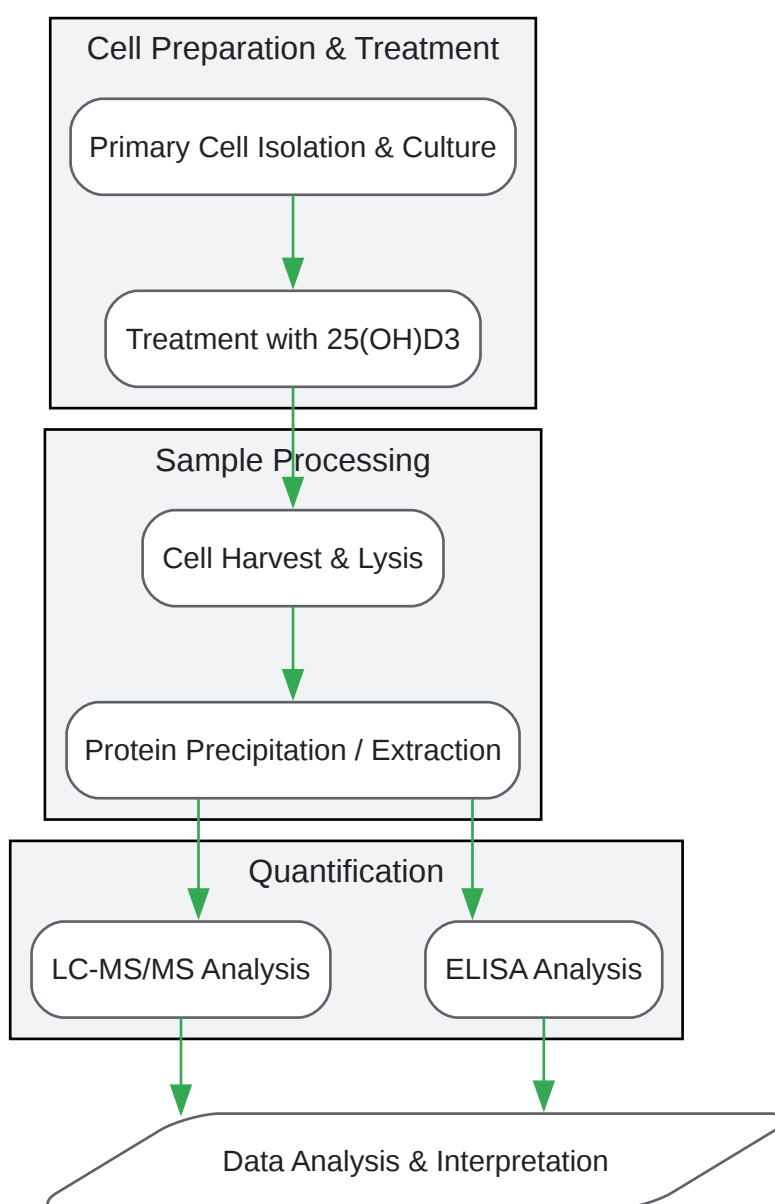 Cell Preparation & Treatment
Primary Cell Isolation & Culture
Treatment with 25(OH)D3
Sample Processing
Cell Harvest & Lysis
Protein Precipitation / Extraction
Quantification
LC-MS/MS Analysis
ELISA Analysis
Data Analysis & Interpretation